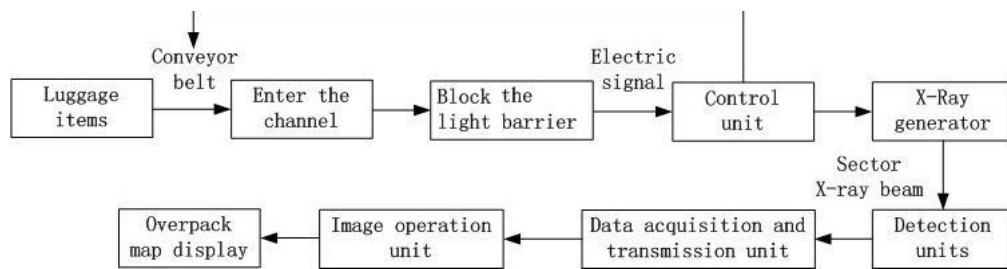 Conveyor
belt
Electric
signal
Luggage
items
Enter the
channel
Block the
light barrier
Control
unit
X-Ray
generator
Sector
X-ray beam
Overpack
map display
Image operation
unit
Data acquisition and
transmission unit
Detection
units